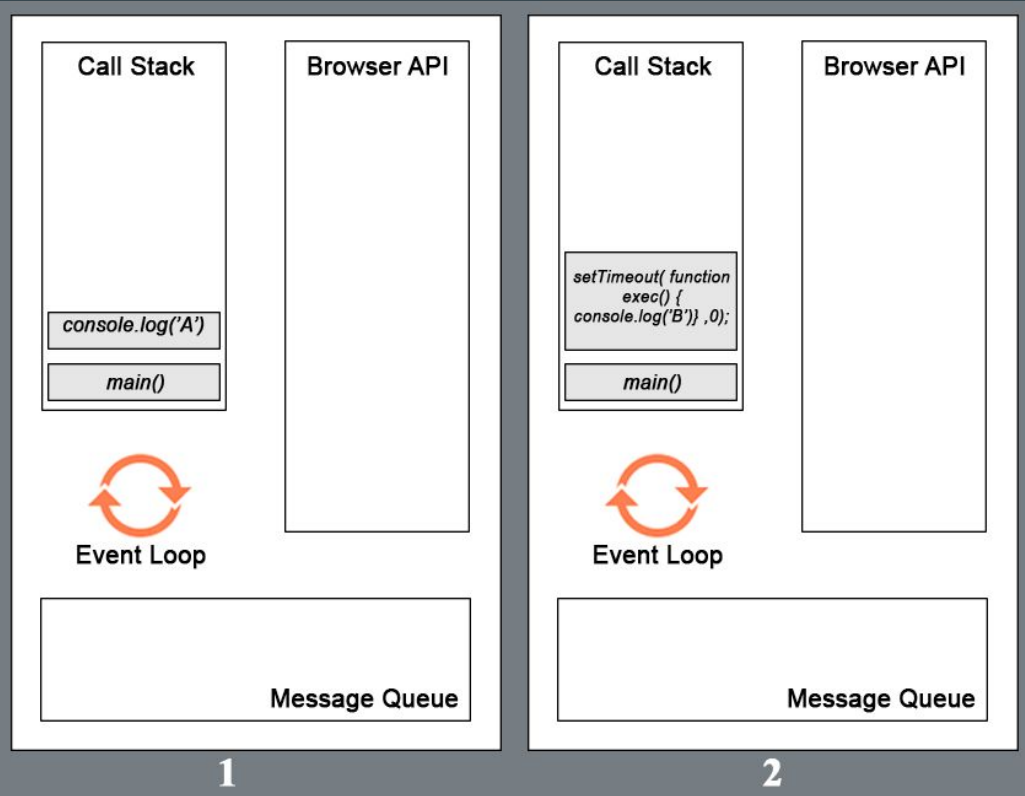 Call Stack
Browser API
console.log('A')
main()
Event Loop
Message Queue
1
Call Stack
Browser API
setTimeout( function
exec() {
console.log('B')} ,0);
main()
Event Loop
Message Queue
2